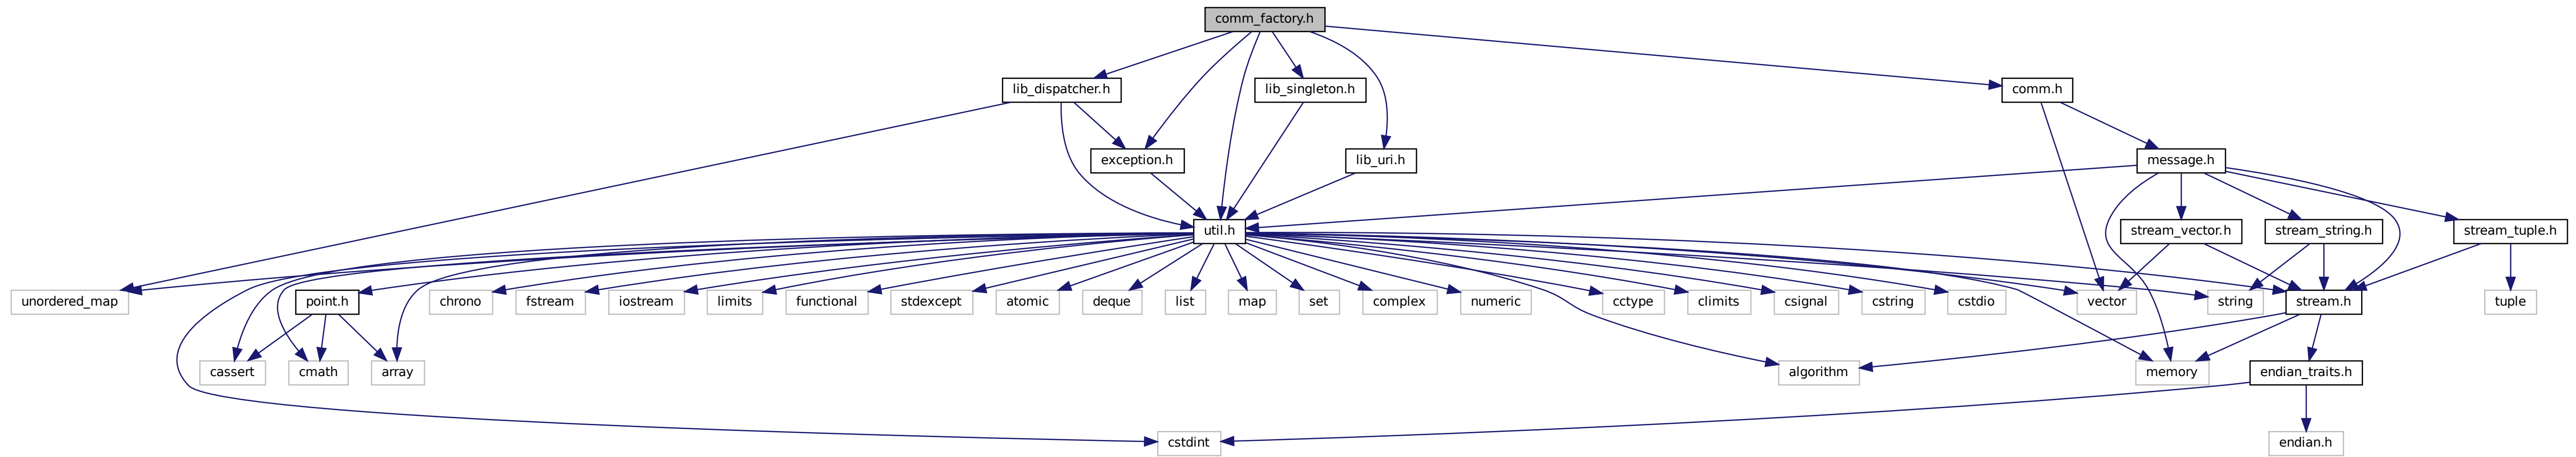 comm_factory.h
lib_dispatcher.h
lib_singleton.h
comm.h
exception.h
lib_uri.h
message.h
util.h
stream_vector.h
stream_string.h
stream_tuple.h
unordered_map
point.h
chrono
fstream
iostream
limits
functional
stdexcept
atomic
deque
list
map
set
complex
numeric
cctype
climits
csignal
cstring
cstdio
vector
string
stream.h
tuple
cassert
cmath
array
algorithm
memory
endian_traits.h
cstdint
endian.h